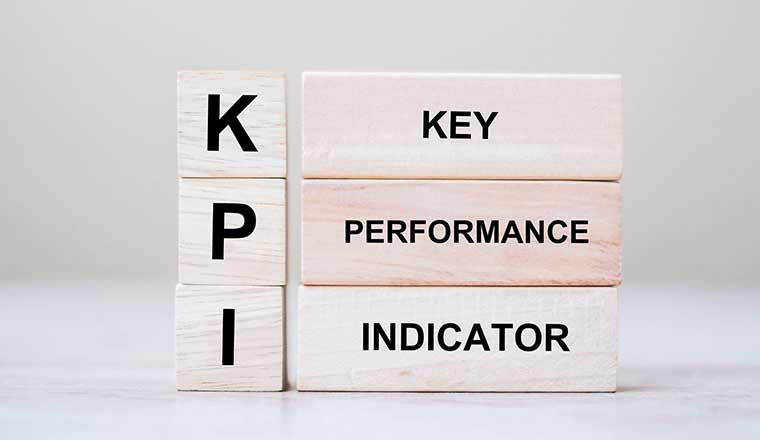 K KEY
P PERFORMANCE
I INDICATOR